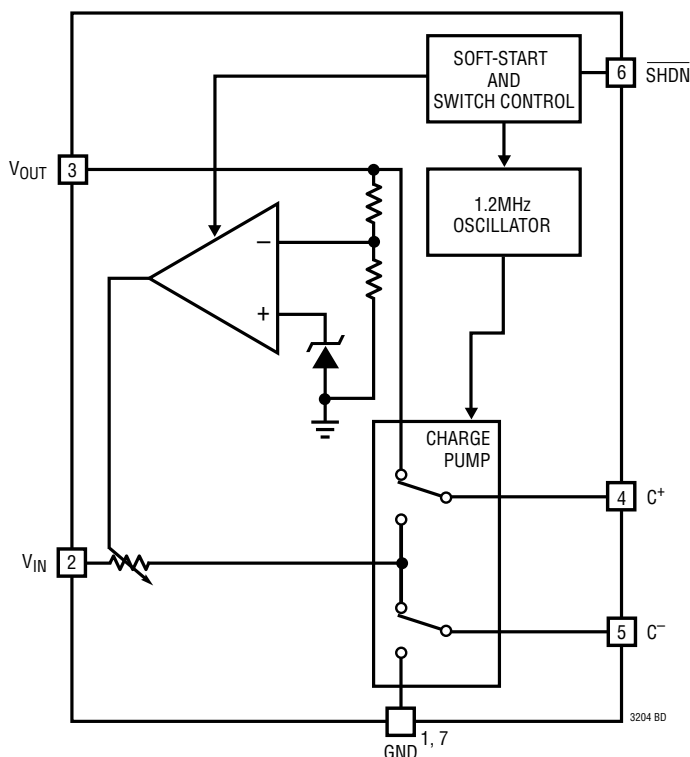 SOFT-START
AND
SWITCH CONTROL
6
SHDN
VOUT
3
1.2MHz
OSCILLATOR
–
+
CHARGE
PUMP
4
C+
VIN
2
5
C–
3204 BD
1, 7
GND